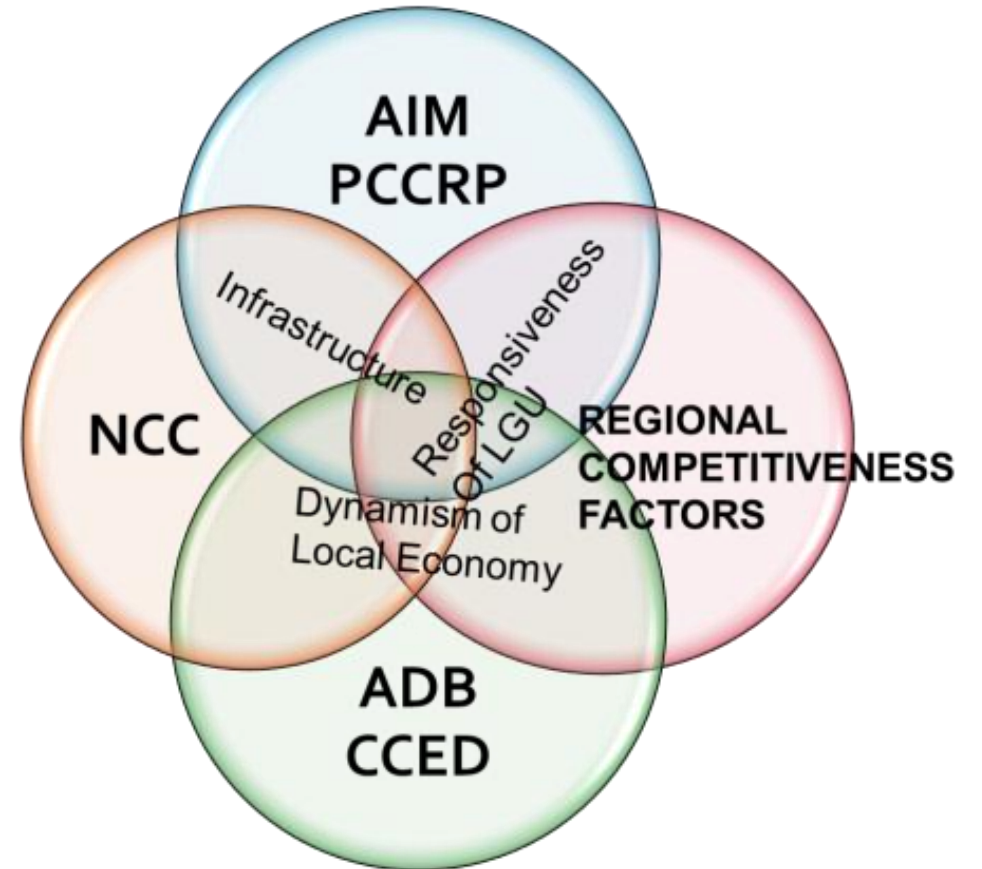 AIM
PCCRP
Infrastructure
Responsiveness
Of LGU
NCC
REGIONAL
COMPETITIVENESS
FACTORS
Dynamism of
Local Economy
ADB
CCED